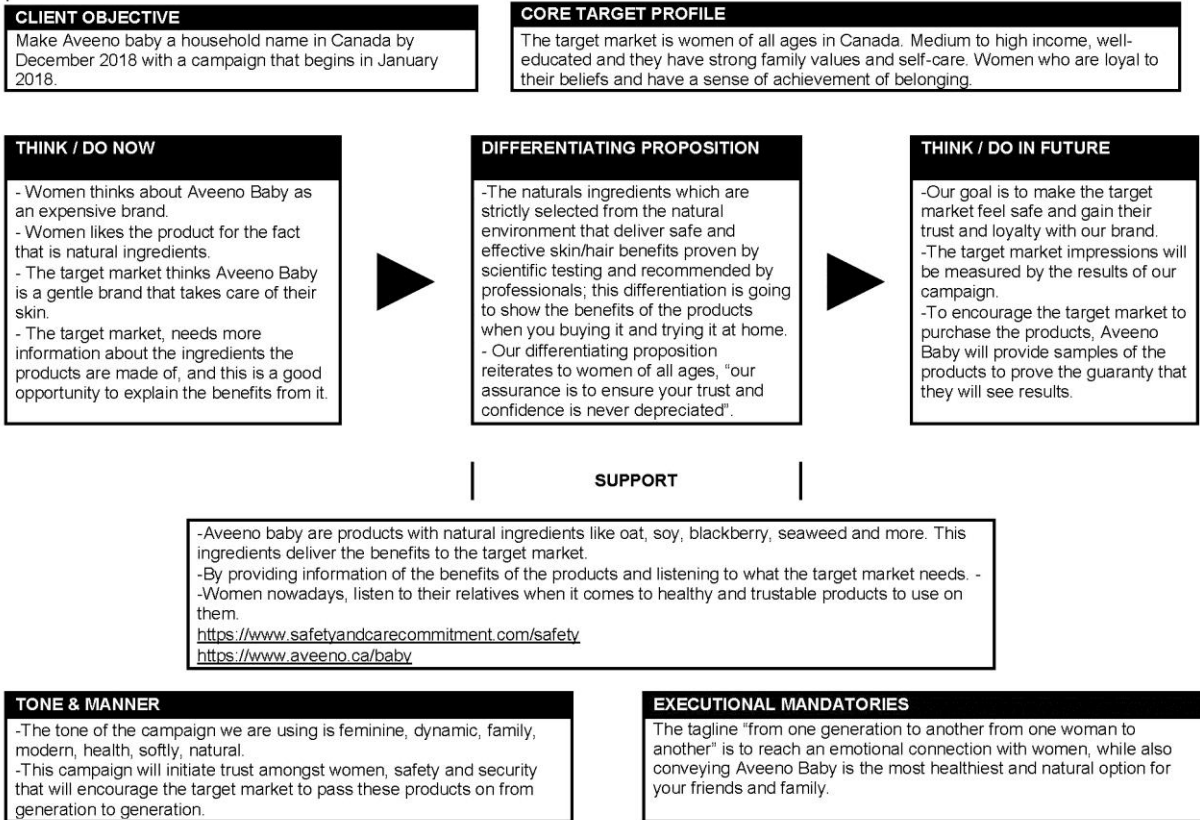 CLIENT OBJECTIVE
Make Aveeno baby a household name in Canada by
December 2018 with a campaign that begins in January
2018.
CORE TARGET PROFILE
The target market is women of all ages in Canada. Medium to high income, well-
educated and they have strong family values and self-care. Women who are loyal to
their beliefs and have a sense of achievement of belonging.
THINK / DO NOW
- Women thinks about Aveeno Baby as
an expensive brand.
- Women likes the product for the fact
that is natural ingredients.
- The target market thinks Aveeno Baby
is a gentle brand that takes care of their
skin.
- The target market, needs more
information about the ingredients the
products are made of, and this is a good
opportunity to explain the benefits from it.
DIFFERENTIATING PROPOSITION
-The naturals ingredients which are
strictly selected from the natural
environment that deliver safe and
effective skin/hair benefits proven by
scientific testing and recommended by
professionals; this differentiation is going
to show the benefits of the products
when you buying it and trying it at home.
- Our differentiating proposition
reiterates to women of all ages, “our
assurance is to ensure your trust and
confidence is never depreciated”.
THINK / DO IN FUTURE
-Our goal is to make the target
market feel safe and gain their
trust and loyalty with our brand.
-The target market impressions will
be measured by the results of our
campaign.
-To encourage the target market to
purchase the products, Aveeno
Baby will provide samples of the
products to prove the guaranty that
they will see results.
SUPPORT
-Aveeno baby are products with natural ingredients like oat, soy, blackberry, seaweed and more. This
ingredients deliver the benefits to the target market.
-By providing information of the benefits of the products and listening to what the target market needs. -
-Women nowadays, listen to their relatives when it comes to healthy and trustable products to use on
them.
https://www.safetyandcarecommitment.com/safety
https://www.aveeno.ca/baby
TONE & MANNER
-The tone of the campaign we are using is feminine, dynamic, family,
modern, health, softly, natural.
-This campaign will initiate trust amongst women, safety and security
that will encourage the target market to pass these products on from
generation to generation.
EXECUTIONAL MANDATORIES
The tagline “from one generation to another from one woman to
another” is to reach an emotional connection with women, while also
conveying Aveeno Baby is the most healthiest and natural option for
your friends and family.